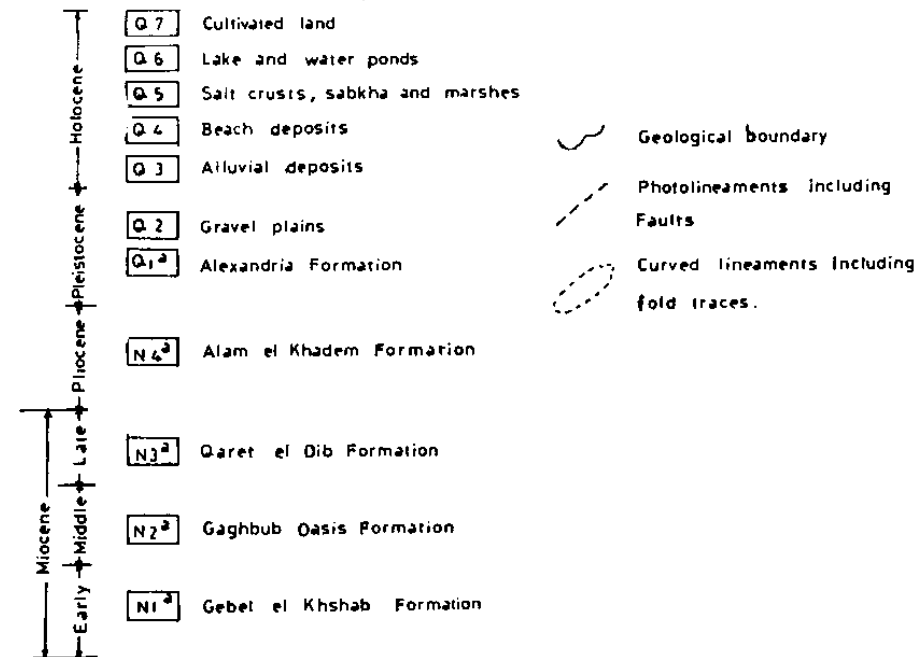 Holocene
Q 7 Cultivated land
Q 6 Lake and water ponds
Q 5 Salt crusts, sabkha and marshes
Q 4 Beach deposits
Q 3 Alluvial deposits
Pleistocene
Q 2 Gravel plains
Q1a Alexandria Formation
Pliocene
N4a Alam el Khadem Formation
Miocene
Late
N3a Qaret el Dib Formation
Middle
N2a Gaghbub Oasis Formation
Early
N1a Gebet el Khshab Formation
Geological boundary
Photolineaments Including
Faults
Curved lineaments Including
fold traces.